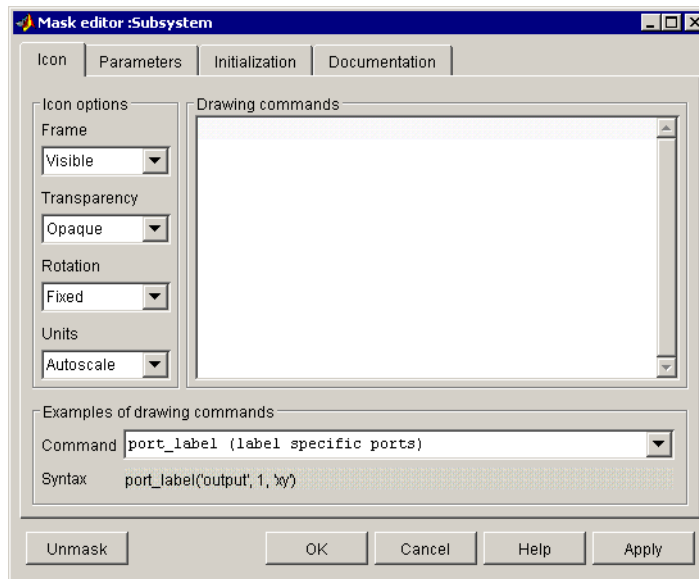 Mask editor :Subsystem
Icon
Parameters
Initialization
Documentation
Icon options
Frame
Visible
Transparency
Opaque
Rotation
Fixed
Units
Autoscale
Drawing commands
Examples of drawing commands
Command port_label (label specific ports)
Syntax port_label('output', 1, 'xy')
Unmask
OK
Cancel
Help
Apply